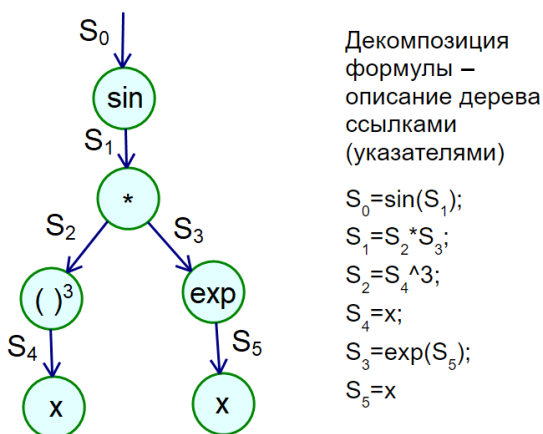 S₀
sin
S₁
*
S₂
S₃
( )³
exp
S₄
S₅
x
x
Декомпозиция
формулы –
описание дерева
ссылками
(указателями)
S₀=sin(S₁);
S₁=S₂*S₃;
S₂=S₄^3;
S₄=x;
S₃=exp(S₅);
S₅=x